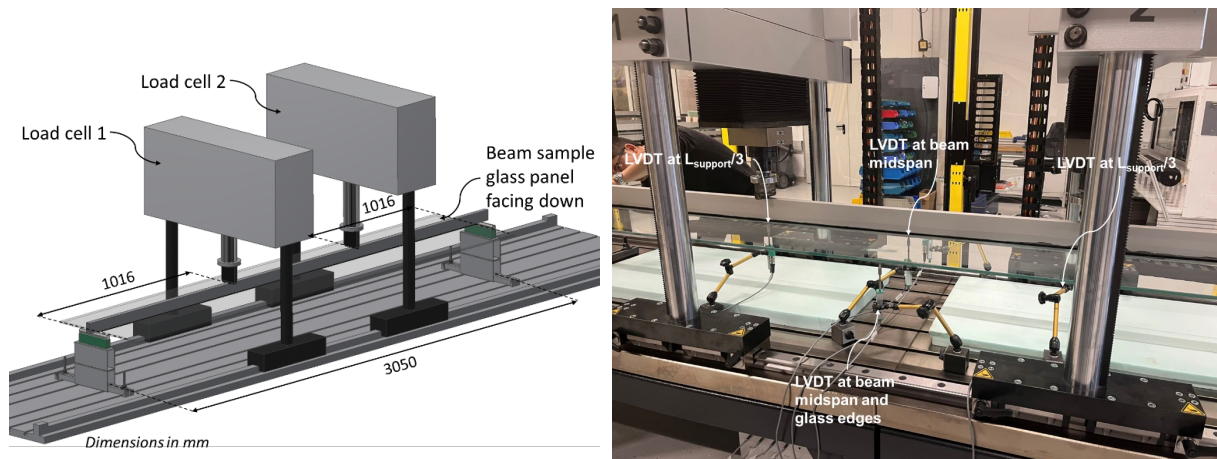 Load cell 2
Load cell 1
Beam sample
glass panel
facing down
1016
1016
3050
Dimensions in mm
1
2
LVDT at Lsupport/3
LVDT at beam
midspan
LVDT at Lsupport/3
LVDT at beam
midspan and
glass edges